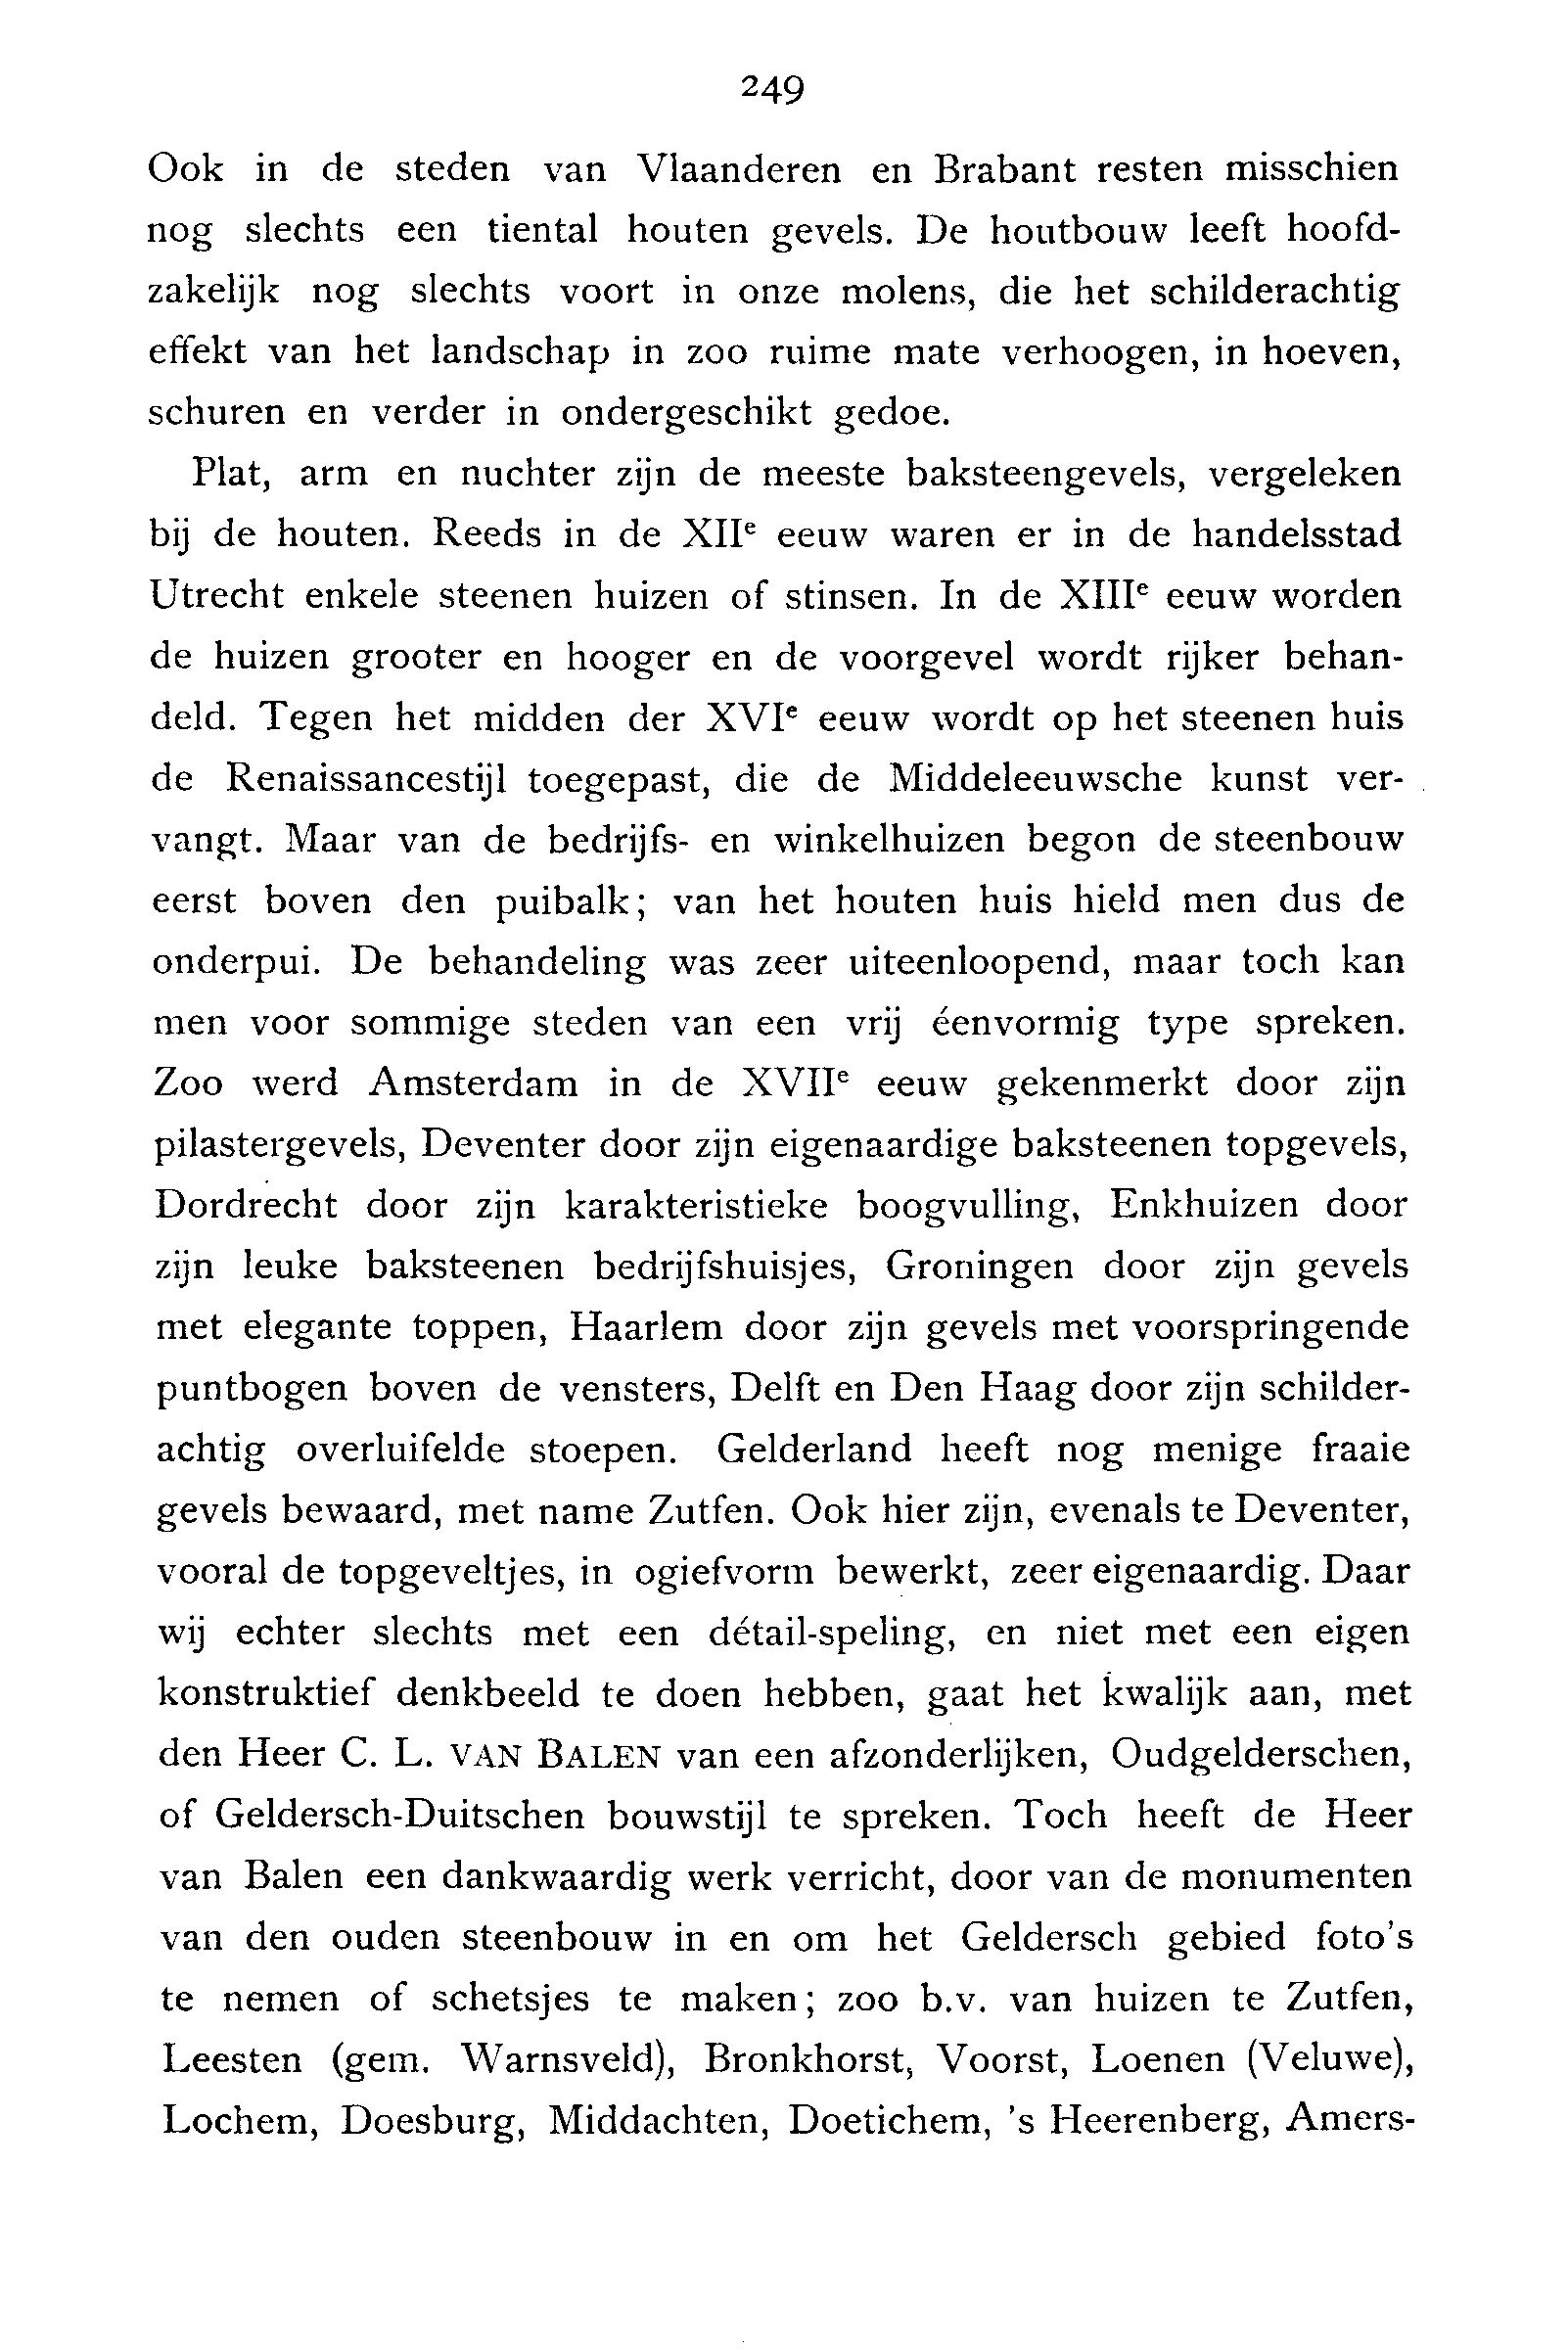 249
Ook in de steden van Vlaanderen en Brabant resten misschien
nog slechts een tiental houten gevels. De houtbouw leeft hoofd-
zakelijk nog slechts voort in onze molens, die het schilderachtig
effekt van het landschap in zoo ruime mate verhoogen, in hoeven,
schuren en verder in ondergeschikt gedoe.
Plat, arm en nuchter zijn de meeste baksteengevels, vergeleken
bij de houten. Reeds in de XIIᵉ eeuw waren er in de handelsstad
Utrecht enkele steenen huizen of stinsen. In de XIIIᵉ eeuw worden
de huizen grooter en hooger en de voorgevel wordt rijker behan-
deld. Tegen het midden der XVIᵉ eeuw wordt op het steenen huis
de Renaissancestijl toegepast, die de Middeleeuwsche kunst ver-
vangt. Maar van de bedrijfs- en winkelhuizen begon de steenbouw
eerst boven den puibalk; van het houten huis hield men dus de
onderpui. De behandeling was zeer uiteenloopend, maar toch kan
men voor sommige steden van een vrij éenvormig type spreken.
Zoo werd Amsterdam in de XVIIᵉ eeuw gekenmerkt door zijn
pilastergevels, Deventer door zijn eigenaardige baksteenen topgevels,
Dordrecht door zijn karakteristieke boogvulling, Enkhuizen door
zijn leuke baksteenen bedrijfshuisjes, Groningen door zijn gevels
met elegante toppen, Haarlem door zijn gevels met voorspringende
puntbogen boven de vensters, Delft en Den Haag door zijn schilder-
achtig overluifelde stoepen. Gelderland heeft nog menige fraaie
gevels bewaard, met name Zutfen. Ook hier zijn, evenals te Deventer,
vooral de topgeveltjes, in ogiefvorm bewerkt, zeer eigenaardig. Daar
wij echter slechts met een détail-speling, en niet met een eigen
konstruktief denkbeeld te doen hebben, gaat het kwalijk aan, met
den Heer C. L. VAN BALEN van een afzonderlijken, Oudgelderschen,
of Geldersch-Duitschen bouwstijl te spreken. Toch heeft de Heer
van Balen een dankwaardig werk verricht, door van de monumenten
van den ouden steenbouw in en om het Geldersch gebied foto's
te nemen of schetsjes te maken; zoo b.v. van huizen te Zutfen,
Leesten (gem. Warnsveld), Bronkhorst, Voorst, Loenen (Veluwe),
Lochem, Doesburg, Middachten, Doetichem, 's Heerenberg, Amers-